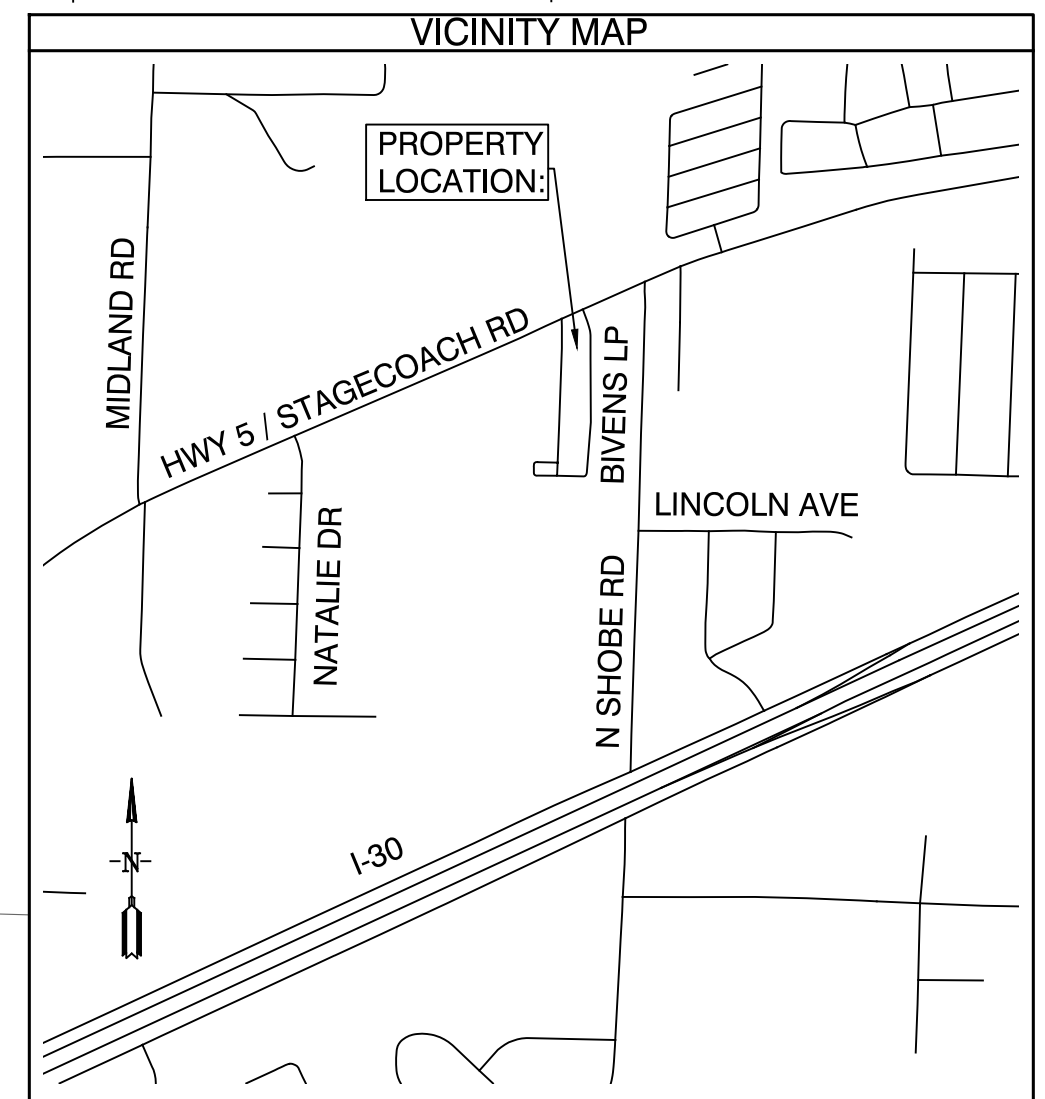 VICINITY MAP
PROPERTY
LOCATION:
MIDLAND RD
HWY 5 / STAGECOACH RD
BIVENS LP
LINCOLN AVE
NATALIE DR
N SHOBE RD
I-30
-N-